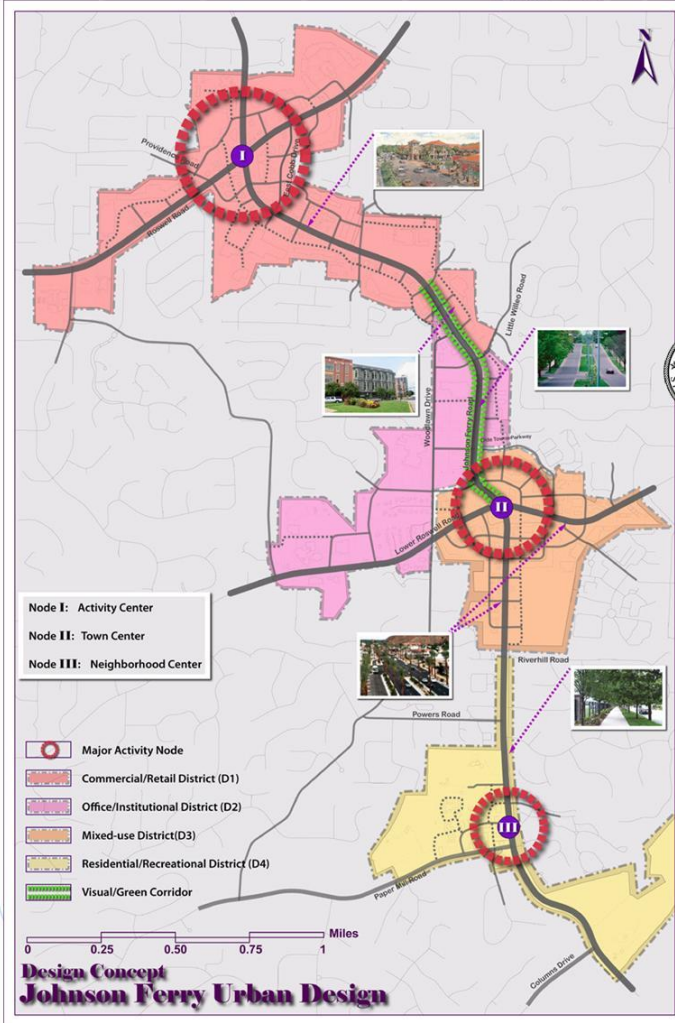 N
Providence Road
East Cobb Drive
I
Roswell Road
Little Willeo Road
Woodlawn Drive
Johnson Ferry Road
Olde Towne Parkway
II
Lower Roswell Road
Node I: Activity Center
Node II: Town Center
Node III: Neighborhood Center
Riverhill Road
Powers Road
Major Activity Node
Commercial/Retail District (D1)
Office/Institutional District (D2)
Mixed-use District(D3)
Residential/Recreational District (D4)
Visual/Green Corridor
III
Paper Mill Road
Columns Drive
Miles
0 0.25 0.50 0.75 1
Design Concept
Johnson Ferry Urban Design